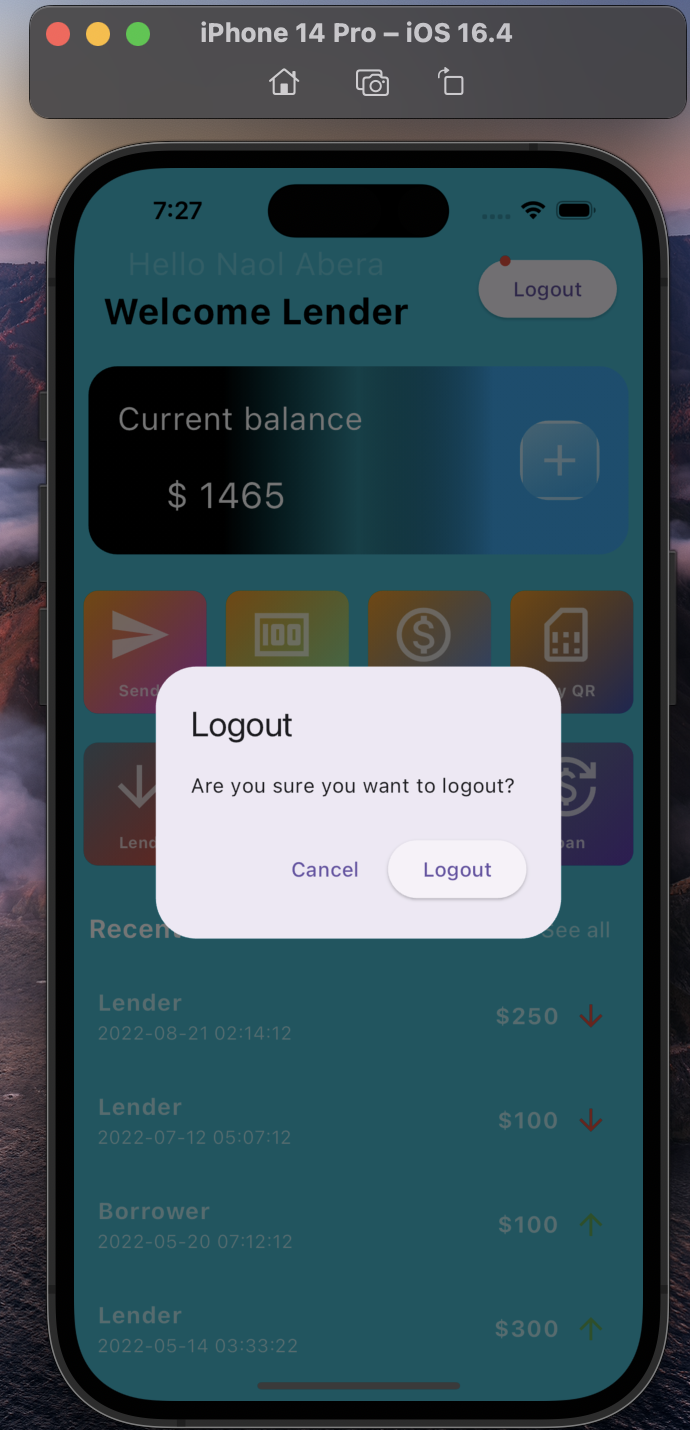 iPhone 14 Pro – iOS 16.4
7:27
Hello Naol Abera
Welcome Lender
Logout
Current balance
$ 1465
100
Send
QR
Logout
Are you sure you want to logout?
Cancel
Logout
Lend
Recent
See all
Lender
2022-08-21 02:14:12
$250
Lender
2022-07-12 05:07:12
$100
Borrower
2022-05-20 07:12:12
$100
Lender
2022-05-14 03:33:22
$300